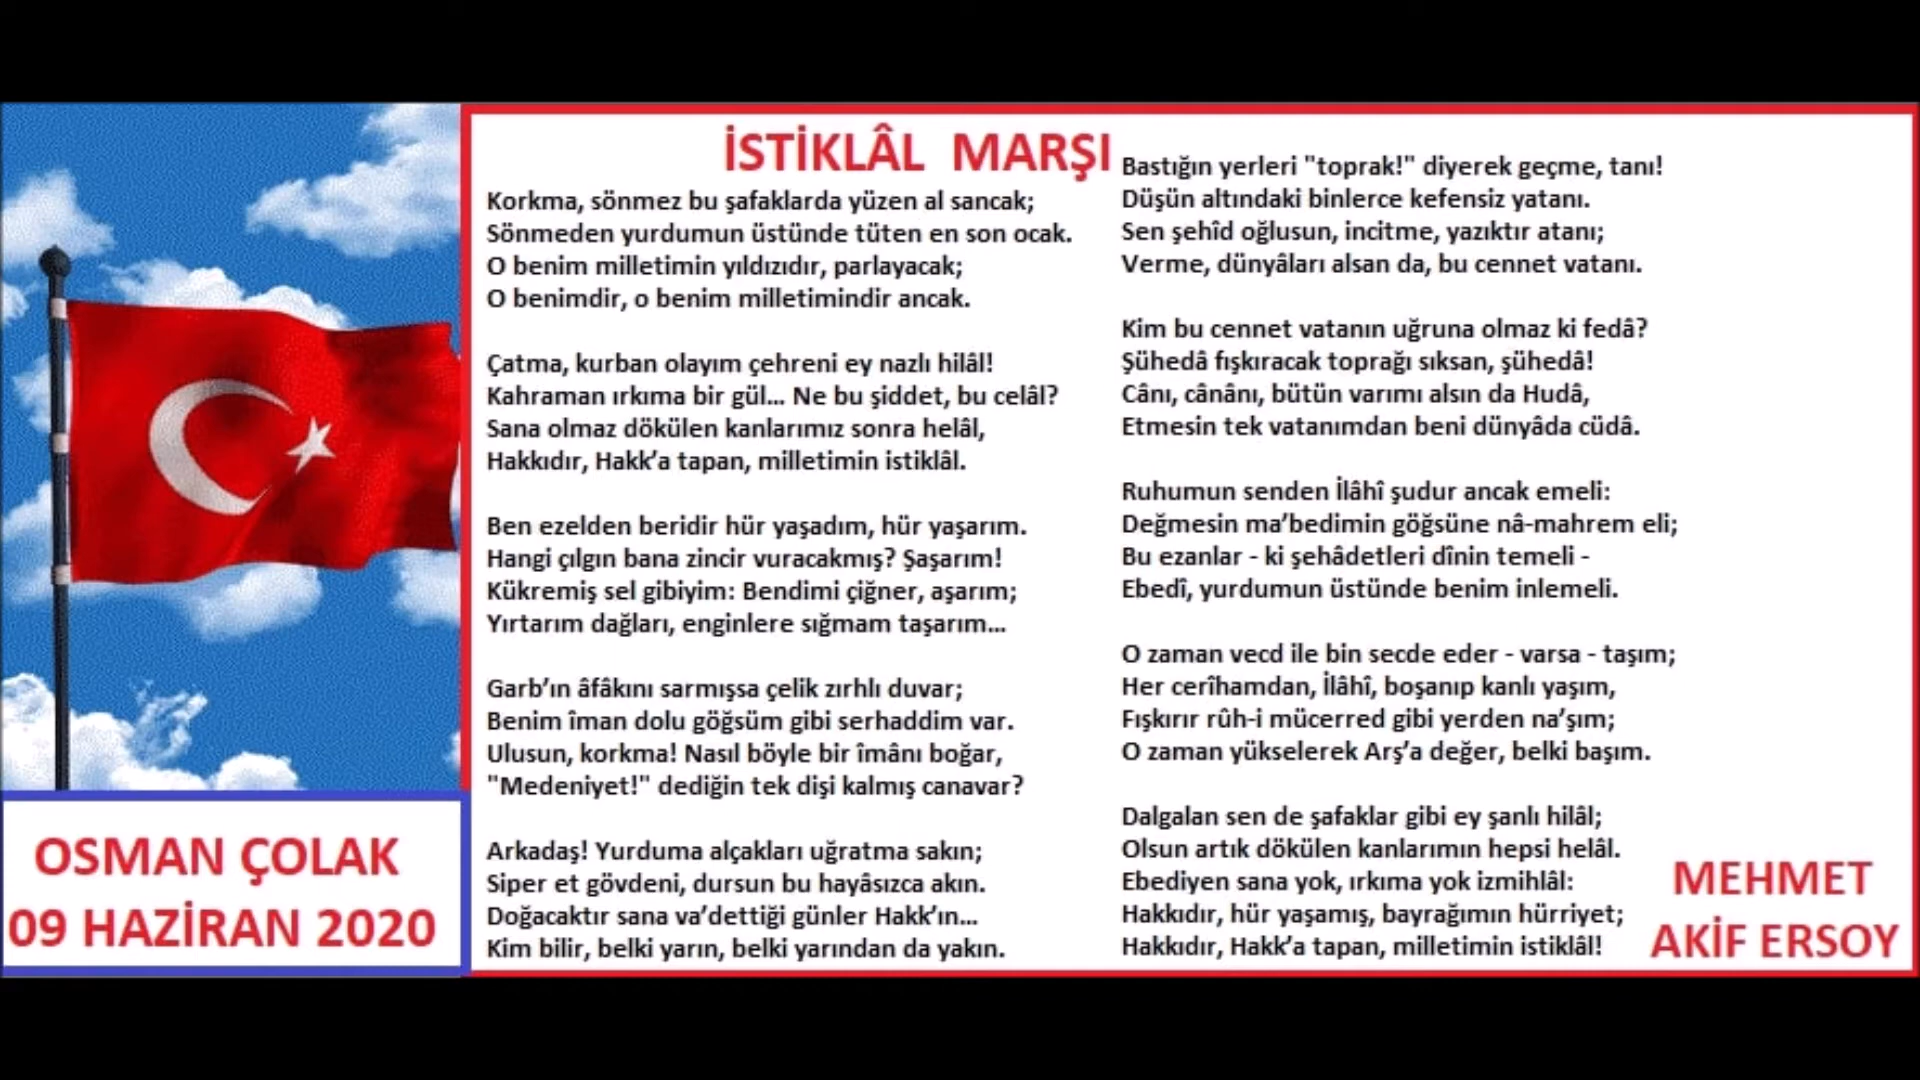 İSTİKLÂL MARŞI
Korkma, sönmez bu şafaklarda yüzen al sancak;
Sönmeden yurdumun üstünde tüten en son ocak.
O benim milletimin yıldızıdır, parlayacak;
O benimdir, o benim milletimindir ancak.
Çatma, kurban olayım çehreni ey nazlı hilâl!
Kahraman ırkıma bir gül... Ne bu şiddet, bu celâl?
Sana olmaz dökülen kanlarımız sonra helâl,
Hakkıdır, Hakk’a tapan, milletimin istiklâl.
Ben ezelden beridir hür yaşadım, hür yaşarım.
Hangi çılgın bana zincir vuracakmış? Şaşarım!
Kükremiş sel gibiyim: Bendimi çiğner, aşarım;
Yırtarım dağları, enginlere sığmam taşarım...
Garb’ın âfâkını sarmışsa çelik zırhlı duvar;
Benim îman dolu göğsüm gibi serhaddim var.
Ulusun, korkma! Nasıl böyle bir îmânı boğar,
"Medeniyet!" dediğin tek dişi kalmış canavar?
Arkadaş! Yurduma alçakları uğratma sakın;
Siper et gövdeni, dursun bu hayâsızca akın.
Doğacaktır sana va’dettiği günler Hakk’ın...
Kim bilir, belki yarın, belki yarından da yakın.
Bastığın yerleri "toprak!" diyerek geçme, tanı!
Düşün altındaki binlerce kefensiz yatanı.
Sen şehîd oğlusun, incitme, yazıktır atanı;
Verme, dünyâları alsan da, bu cennet vatanı.
Kim bu cennet vatanın uğruna olmaz ki fedâ?
Şühedâ fışkıracak toprağı sıksan, şühedâ!
Cânı, cânânı, bütün varımı alsın da Hudâ,
Etmesin tek vatanımdan beni dünyâda cüdâ.
Ruhumun senden İlâhî şudur ancak emeli:
Değmesin ma’bedimin göğsüne nâ-mahrem eli;
Bu ezanlar - ki şehâdetleri dînin temeli -
Ebedî, yurdumun üstünde benim inlemeli.
O zaman vecd ile bin secde eder - varsa - taşım;
Her cerîhamdan, İlâhî, boşanıp kanlı yaşım,
Fışkırır rûh-i mücerred gibi yerden na’şım;
O zaman yükselerek Arş’a değer, belki başım.
Dalgalan sen de şafaklar gibi ey şanlı hilâl;
Olsun artık dökülen kanlarımın hepsi helâl.
Ebediyen sana yok, ırkıma yok izmihlâl:
Hakkıdır, hür yaşamış, bayrağımın hürriyet;
Hakkıdır, Hakk’a tapan, milletimin istiklâl!
MEHMET
AKİF ERSOY
OSMAN ÇOLAK
09 HAZİRAN 2020